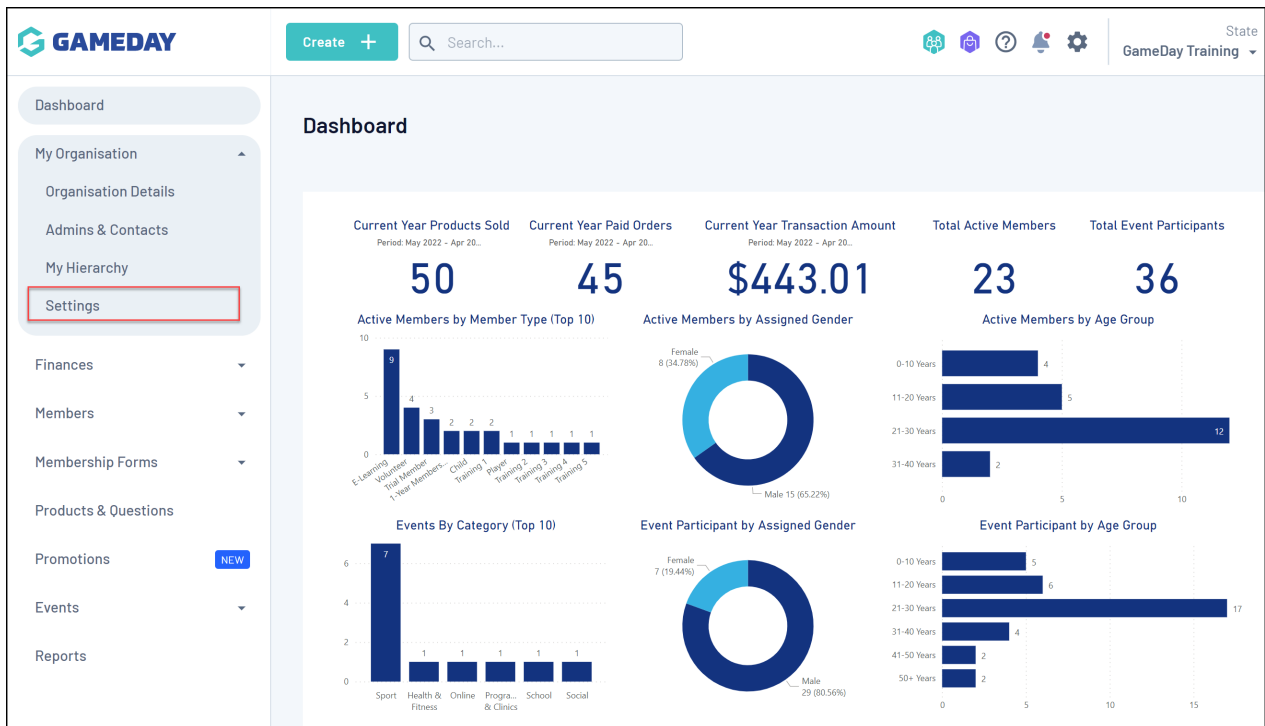 GAMEDAY
Create +
Search...
State
GameDay Training
Dashboard
My Organisation
Organisation Details
Admins & Contacts
My Hierarchy
Settings
Finances
Members
Membership Forms
Products & Questions
Promotions NEW
Events
Reports
Dashboard
Current Year Products Sold
Period: May 2022 - Apr 20...
50
Current Year Paid Orders
Period: May 2022 - Apr 20...
45
Current Year Transaction Amount
Period: May 2022 - Apr 20...
$443.01
Total Active Members
23
Total Event Participants
36
Active Members by Member Type (Top 10)
10
5
0
9
4
3
2
2
2
1
1
1
1
1
E-Learning
Volunteer
Trial Member
1-Year Members...
Child
Training 1
Player
Training 2
Training 3
Training 4
Training 5
Active Members by Assigned Gender
Female
8 (34.78%)
Male 15 (65.22%)
Active Members by Age Group
0-10 Years 4
11-20 Years 5
21-30 Years 12
31-40 Years 2
0 5 10
Events By Category (Top 10)
6
4
2
0
7
1
1
1
1
1
Sport
Health &
Fitness
Online
Progra...
& Clinics
School
Social
Event Participant by Assigned Gender
Female
7 (19.44%)
Male
29 (80.56%)
Event Participant by Age Group
0-10 Years 5
11-20 Years 6
21-30 Years 17
31-40 Years 4
41-50 Years 2
50+ Years 2
0 5 10 15